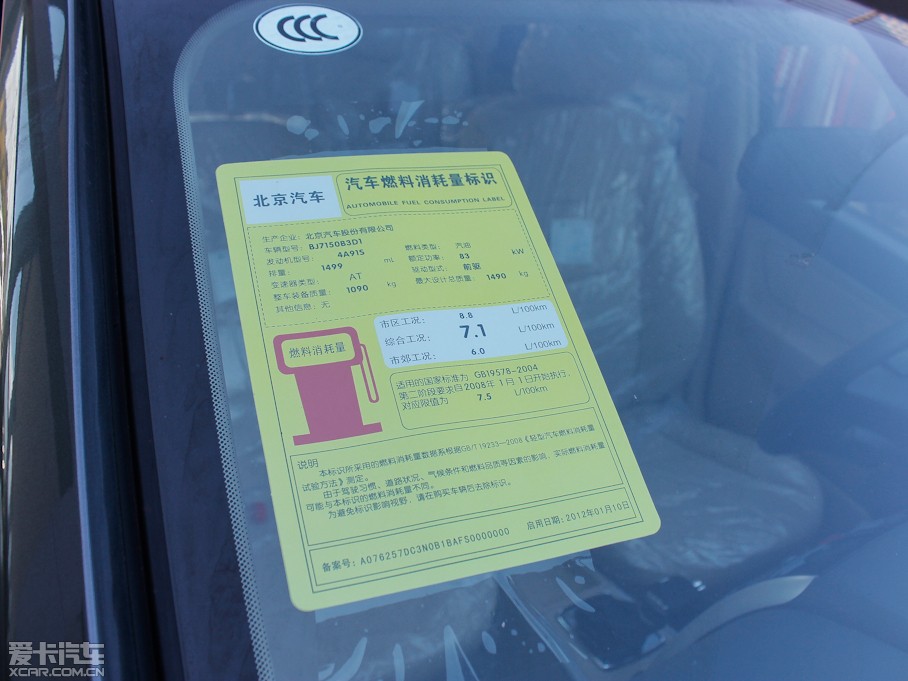 CCC
北京汽车
汽车燃料消耗量标识
AUTOMOBILE FUEL CONSUMPTION LABEL
生产企业: 北京汽车股份有限公司
车辆型号: BJ7150B3D1
发动机型号: 4A91S 燃料类型: 汽油
排量: 1499 mL 额定功率: 83 kW
变速器类型: AT 驱动型式: 前驱
整车装备质量: 1090 kg 最大设计总质量 1490 kg
其他信息: 无
燃料消耗量
市区工况: 8.8 L/100km
综合工况: 7.1 L/100km
市郊工况: 6.0 L/100km
适用的国家标准为 GB19578-2004
第二阶段要求自2008年1月1日开始执行,
对应限值为 7.5 L/100km
说明
本标识所采用的燃料消耗量数据系根据GB/T19233-2008《轻型汽车燃料消耗量
试验方法》测定。
由于驾驶习惯、道路状况、气候条件和燃料品质等因素的影响, 实际燃料消耗量
可能与本标识的燃料消耗量不同。
为避免标识影响视野, 请在购买车辆后去除标识。
备案号: A076257DC3N0B1BAFS0000000 启用日期: 2012年01月10日
爱卡汽车
XCAR.COM.CN